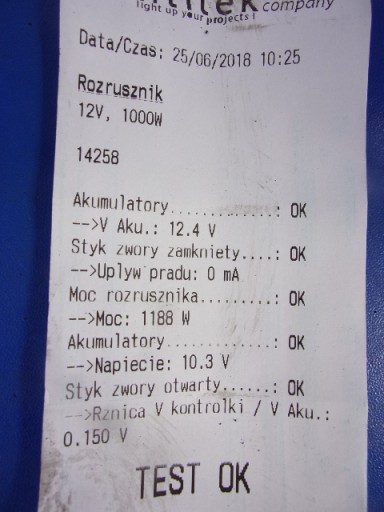 company
light up your projects !
Data/Czas: 25/06/2018 10:25
Rozrusznik
12V, 1000W
14258
Akumulatory.............: OK
-->V Aku.: 12.4 V
Styk zwory zamkniety....: OK
-->Uplyw pradu: 0 mA
Moc rozrusznika.........: OK
-->Moc: 1188 W
Akumulatory.............: OK
-->Napiecie: 10.3 V
Styk zwory otwarty......: OK
-->Rznica V kontrolki / V Aku.:
0.150 V
TEST OK